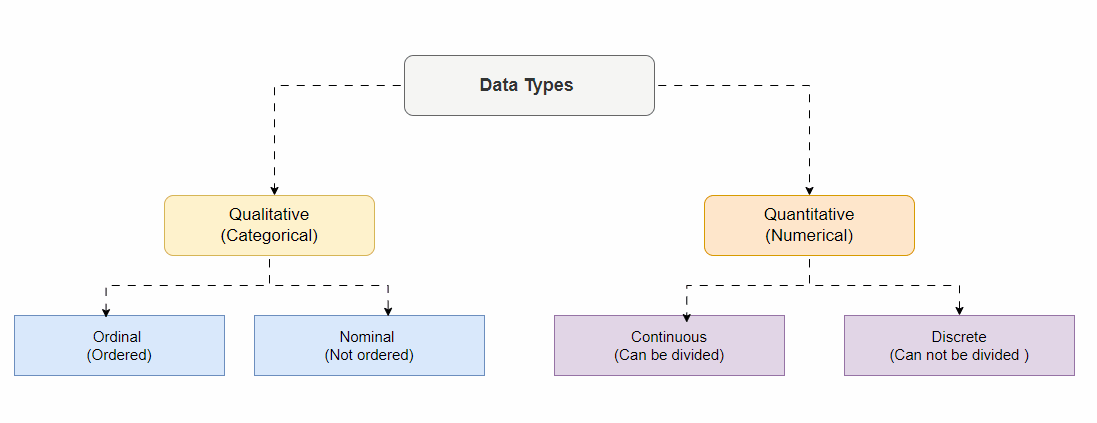 Data Types
Qualitative
(Categorical)
Quantitative
(Numerical)
Ordinal
(Ordered)
Nominal
(Not ordered)
Continuous
(Can be divided)
Discrete
(Can not be divided )